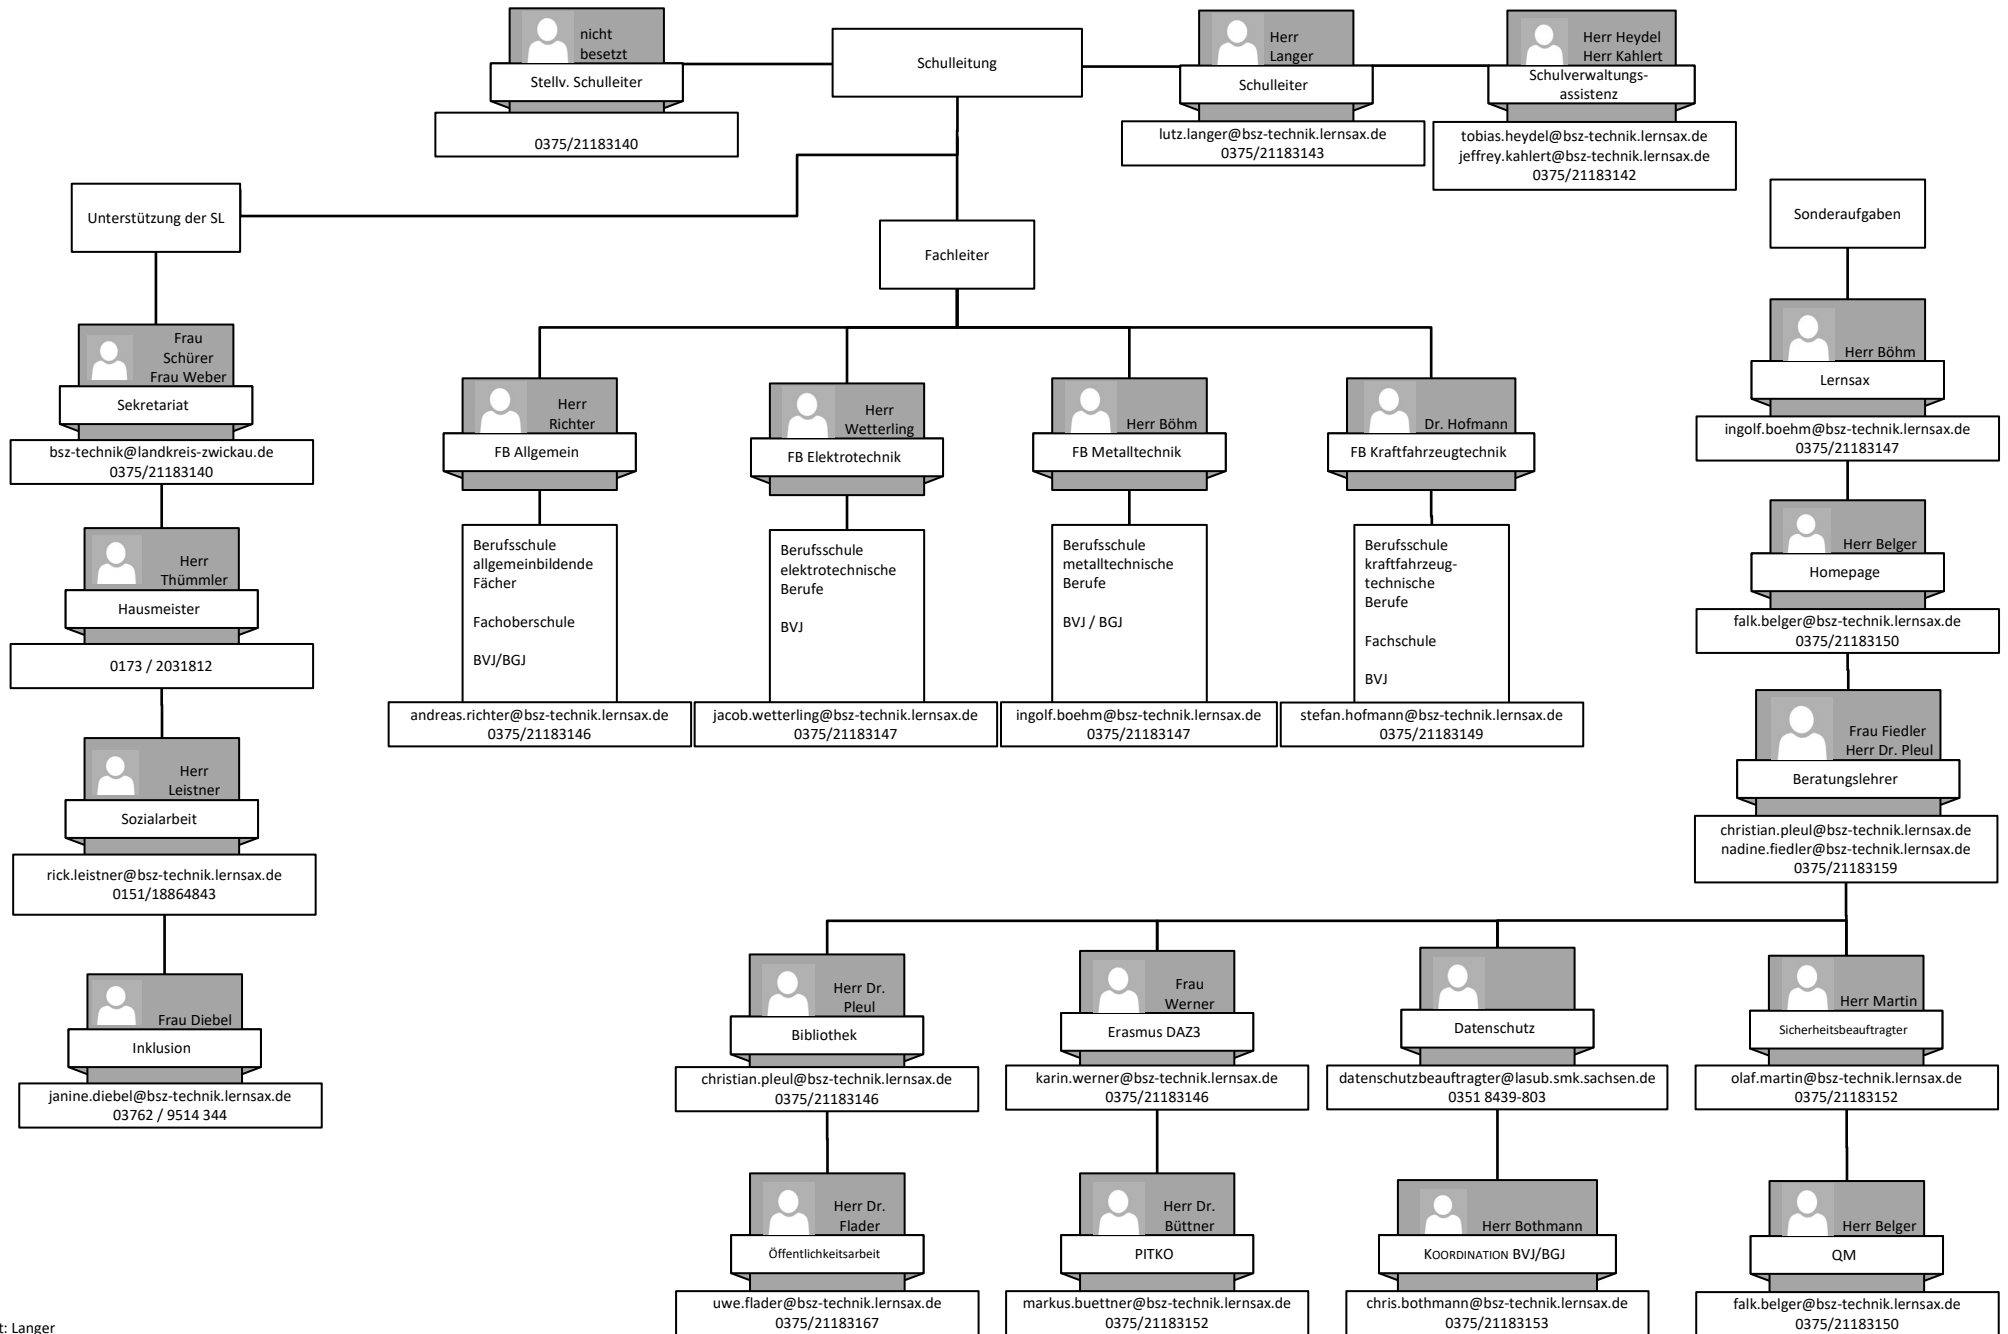 nicht
besetzt
Stellv. Schulleiter
0375/21183140
Schulleitung
Herr
Langer
Schulleiter
lutz.langer@bsz-technik.lernsax.de
0375/21183143
Herr Heydel
Herr Kahlert
Schulverwaltungs-
assistenz
tobias.heydel@bsz-technik.lernsax.de
jeffrey.kahlert@bsz-technik.lernsax.de
0375/21183142
Unterstützung der SL
Fachleiter
Sonderaufgaben
Frau
Schürer
Frau Weber
Sekretariat
bsz-technik@landkreis-zwickau.de
0375/21183140
Herr
Thümmler
Hausmeister
0173 / 2031812
Herr
Leistner
Sozialarbeit
rick.leistner@bsz-technik.lernsax.de
0151/18864843
Frau Diebel
Inklusion
janine.diebel@bsz-technik.lernsax.de
03762 / 9514 344
Herr
Richter
FB Allgemein
Berufsschule
allgemeinbildende
Fächer
Fachoberschule
BVJ/BGJ
andreas.richter@bsz-technik.lernsax.de
0375/21183146
Herr
Wetterling
FB Elektrotechnik
Berufsschule
elektrotechnische
Berufe
BVJ
jacob.wetterling@bsz-technik.lernsax.de
0375/21183147
Herr Böhm
FB Metalltechnik
Berufsschule
metalltechnische
Berufe
BVJ / BGJ
ingolf.boehm@bsz-technik.lernsax.de
0375/21183147
Dr. Hofmann
FB Kraftfahrzeugtechnik
Berufsschule
kraftfahrzeug-
technische
Berufe
Fachschule
BVJ
stefan.hofmann@bsz-technik.lernsax.de
0375/21183149
Herr Böhm
Lernsax
ingolf.boehm@bsz-technik.lernsax.de
0375/21183147
Herr Belger
Homepage
falk.belger@bsz-technik.lernsax.de
0375/21183150
Frau Fiedler
Herr Dr. Pleul
Beratungslehrer
christian.pleul@bsz-technik.lernsax.de
nadine.fiedler@bsz-technik.lernsax.de
0375/21183159
Herr Dr.
Pleul
Bibliothek
christian.pleul@bsz-technik.lernsax.de
0375/21183146
Frau
Werner
Erasmus DAZ3
karin.werner@bsz-technik.lernsax.de
0375/21183146
Datenschutz
datenschutzbeauftragter@lasub.smk.sachsen.de
0351 8439-803
Herr Martin
Sicherheitsbeauftragter
olaf.martin@bsz-technik.lernsax.de
0375/21183152
Herr Dr.
Flader
Öffentlichkeitsarbeit
uwe.flader@bsz-technik.lernsax.de
0375/21183167
Herr Dr.
Büttner
PITKO
markus.buettner@bsz-technik.lernsax.de
0375/21183152
Herr Bothmann
KOORDINATION BVJ/BGJ
chris.bothmann@bsz-technik.lernsax.de
0375/21183153
Herr Belger
QM
falk.belger@bsz-technik.lernsax.de
0375/21183150
t: Langer